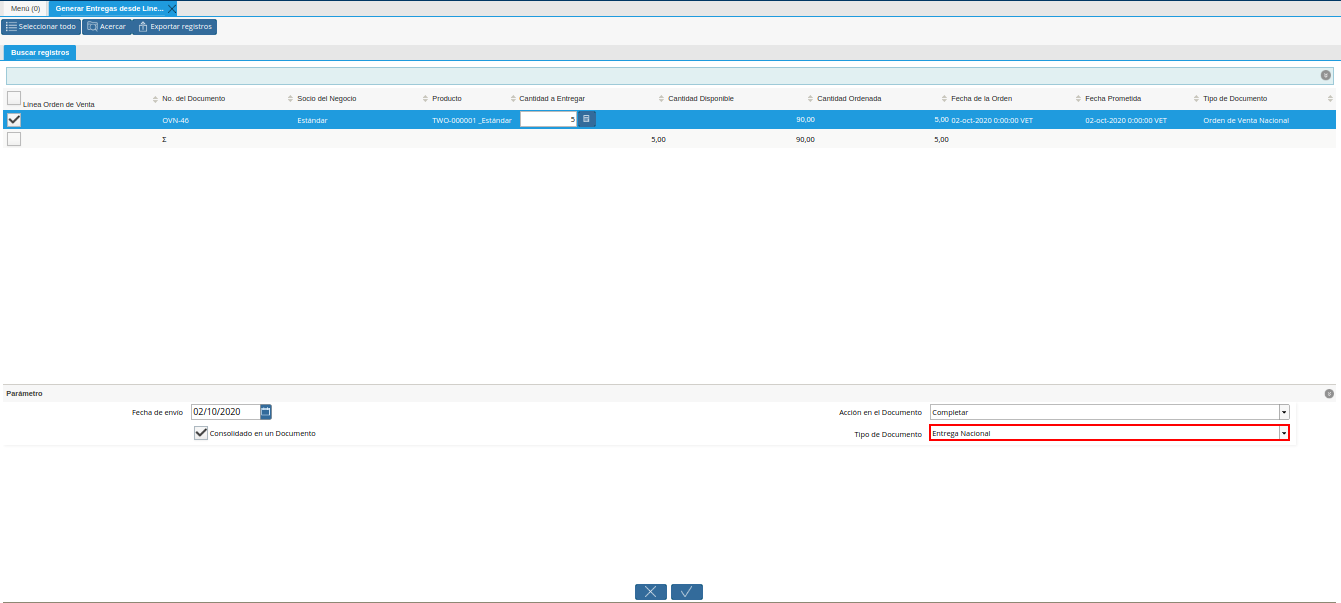 Menú (0) Generar Entregas desde Line...
Seleccionar todo Acercar Exportar registros
Buscar registros
Línea Orden de Venta No. del Documento Socio del Negocio Producto Cantidad a Entregar Cantidad Disponible Cantidad Ordenada Fecha de la Orden Fecha Prometida Tipo de Documento
OVN-46 Estándar TWO-000001 _Estándar 5 90,00 5,00 02-oct-2020 0:00:00 VET 02-oct-2020 0:00:00 VET Orden de Venta Nacional
Σ 5,00 90,00 5,00
Parámetro
Fecha de envío 02/10/2020 Acción en el Documento Completar
Consolidado en un Documento Tipo de Documento Entrega Nacional